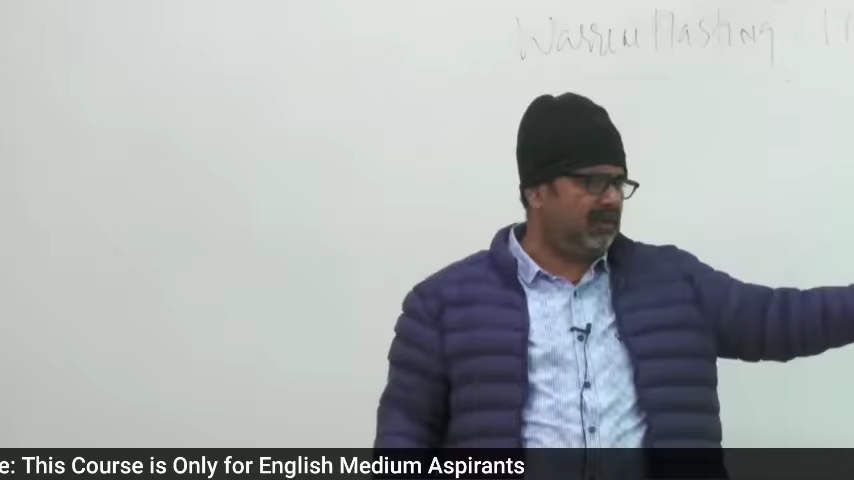 Warren Hasting
e: This Course is Only for English Medium Aspirants